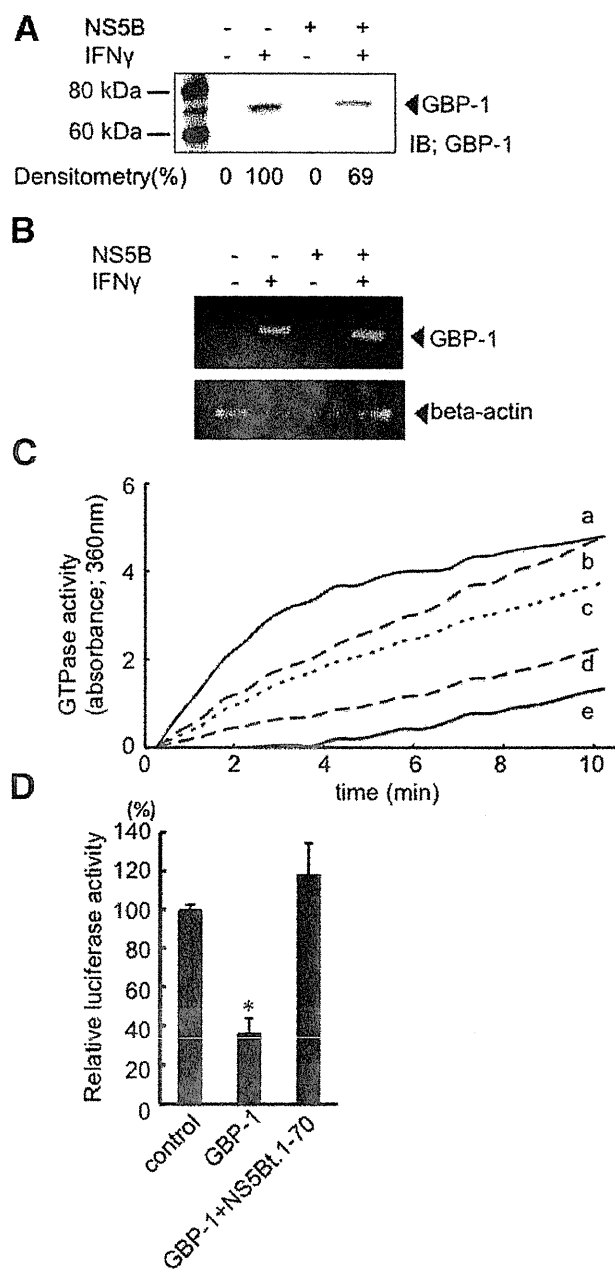 A
NS5B - - + +
IFNγ - + - +
80 kDa
60 kDa
GBP-1
IB; GBP-1
Densitometry(%) 0 100 0 69
B
NS5B - - + +
IFNγ - + - +
GBP-1
beta-actin
C
GTPase activity
(absorbance; 360nm)
6
4
2
0
a
b
c
d
e
0 2 4 6 8 10
time (min)
D
(%)
Relative luciferase activity
140
120
100
80
60
40
20
0
*
control
GBP-1
GBP-1+NS5Bt.1-70